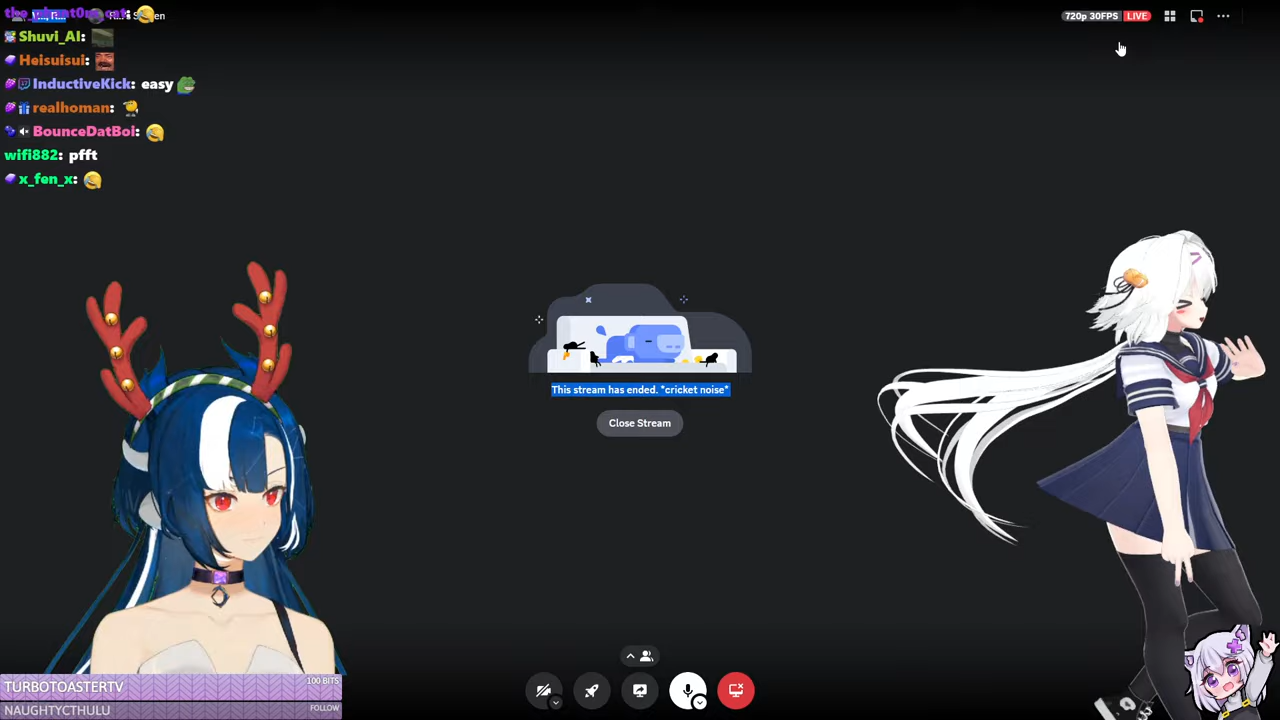 720p 30FPS LIVE
Shuvi_AI:
Heisuisui:
InductiveKick: easy
realhoman:
BounceDatBoi:
wifi882: pfft
x_fen_x:
This stream has ended. *cricket noise*
Close Stream
TURBOTOASTERTV 100 BITS
NAUGHTYCTHULU FOLLOW